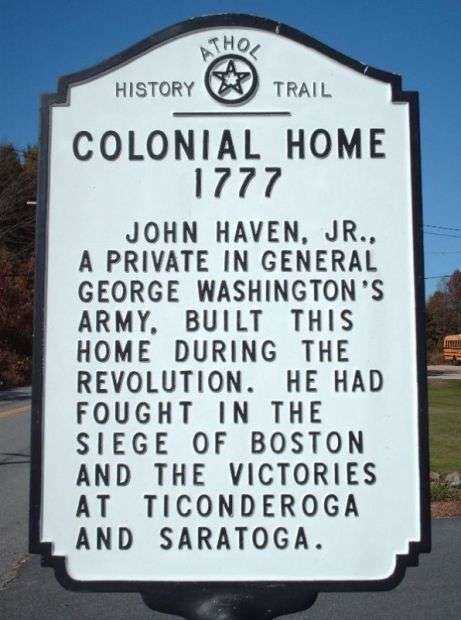 ATHOL
HISTORY TRAIL
COLONIAL HOME
1777
JOHN HAVEN, JR.,
A PRIVATE IN GENERAL
GEORGE WASHINGTON'S
ARMY, BUILT THIS
HOME DURING THE
REVOLUTION. HE HAD
FOUGHT IN THE
SIEGE OF BOSTON
AND THE VICTORIES
AT TICONDEROGA
AND SARATOGA.